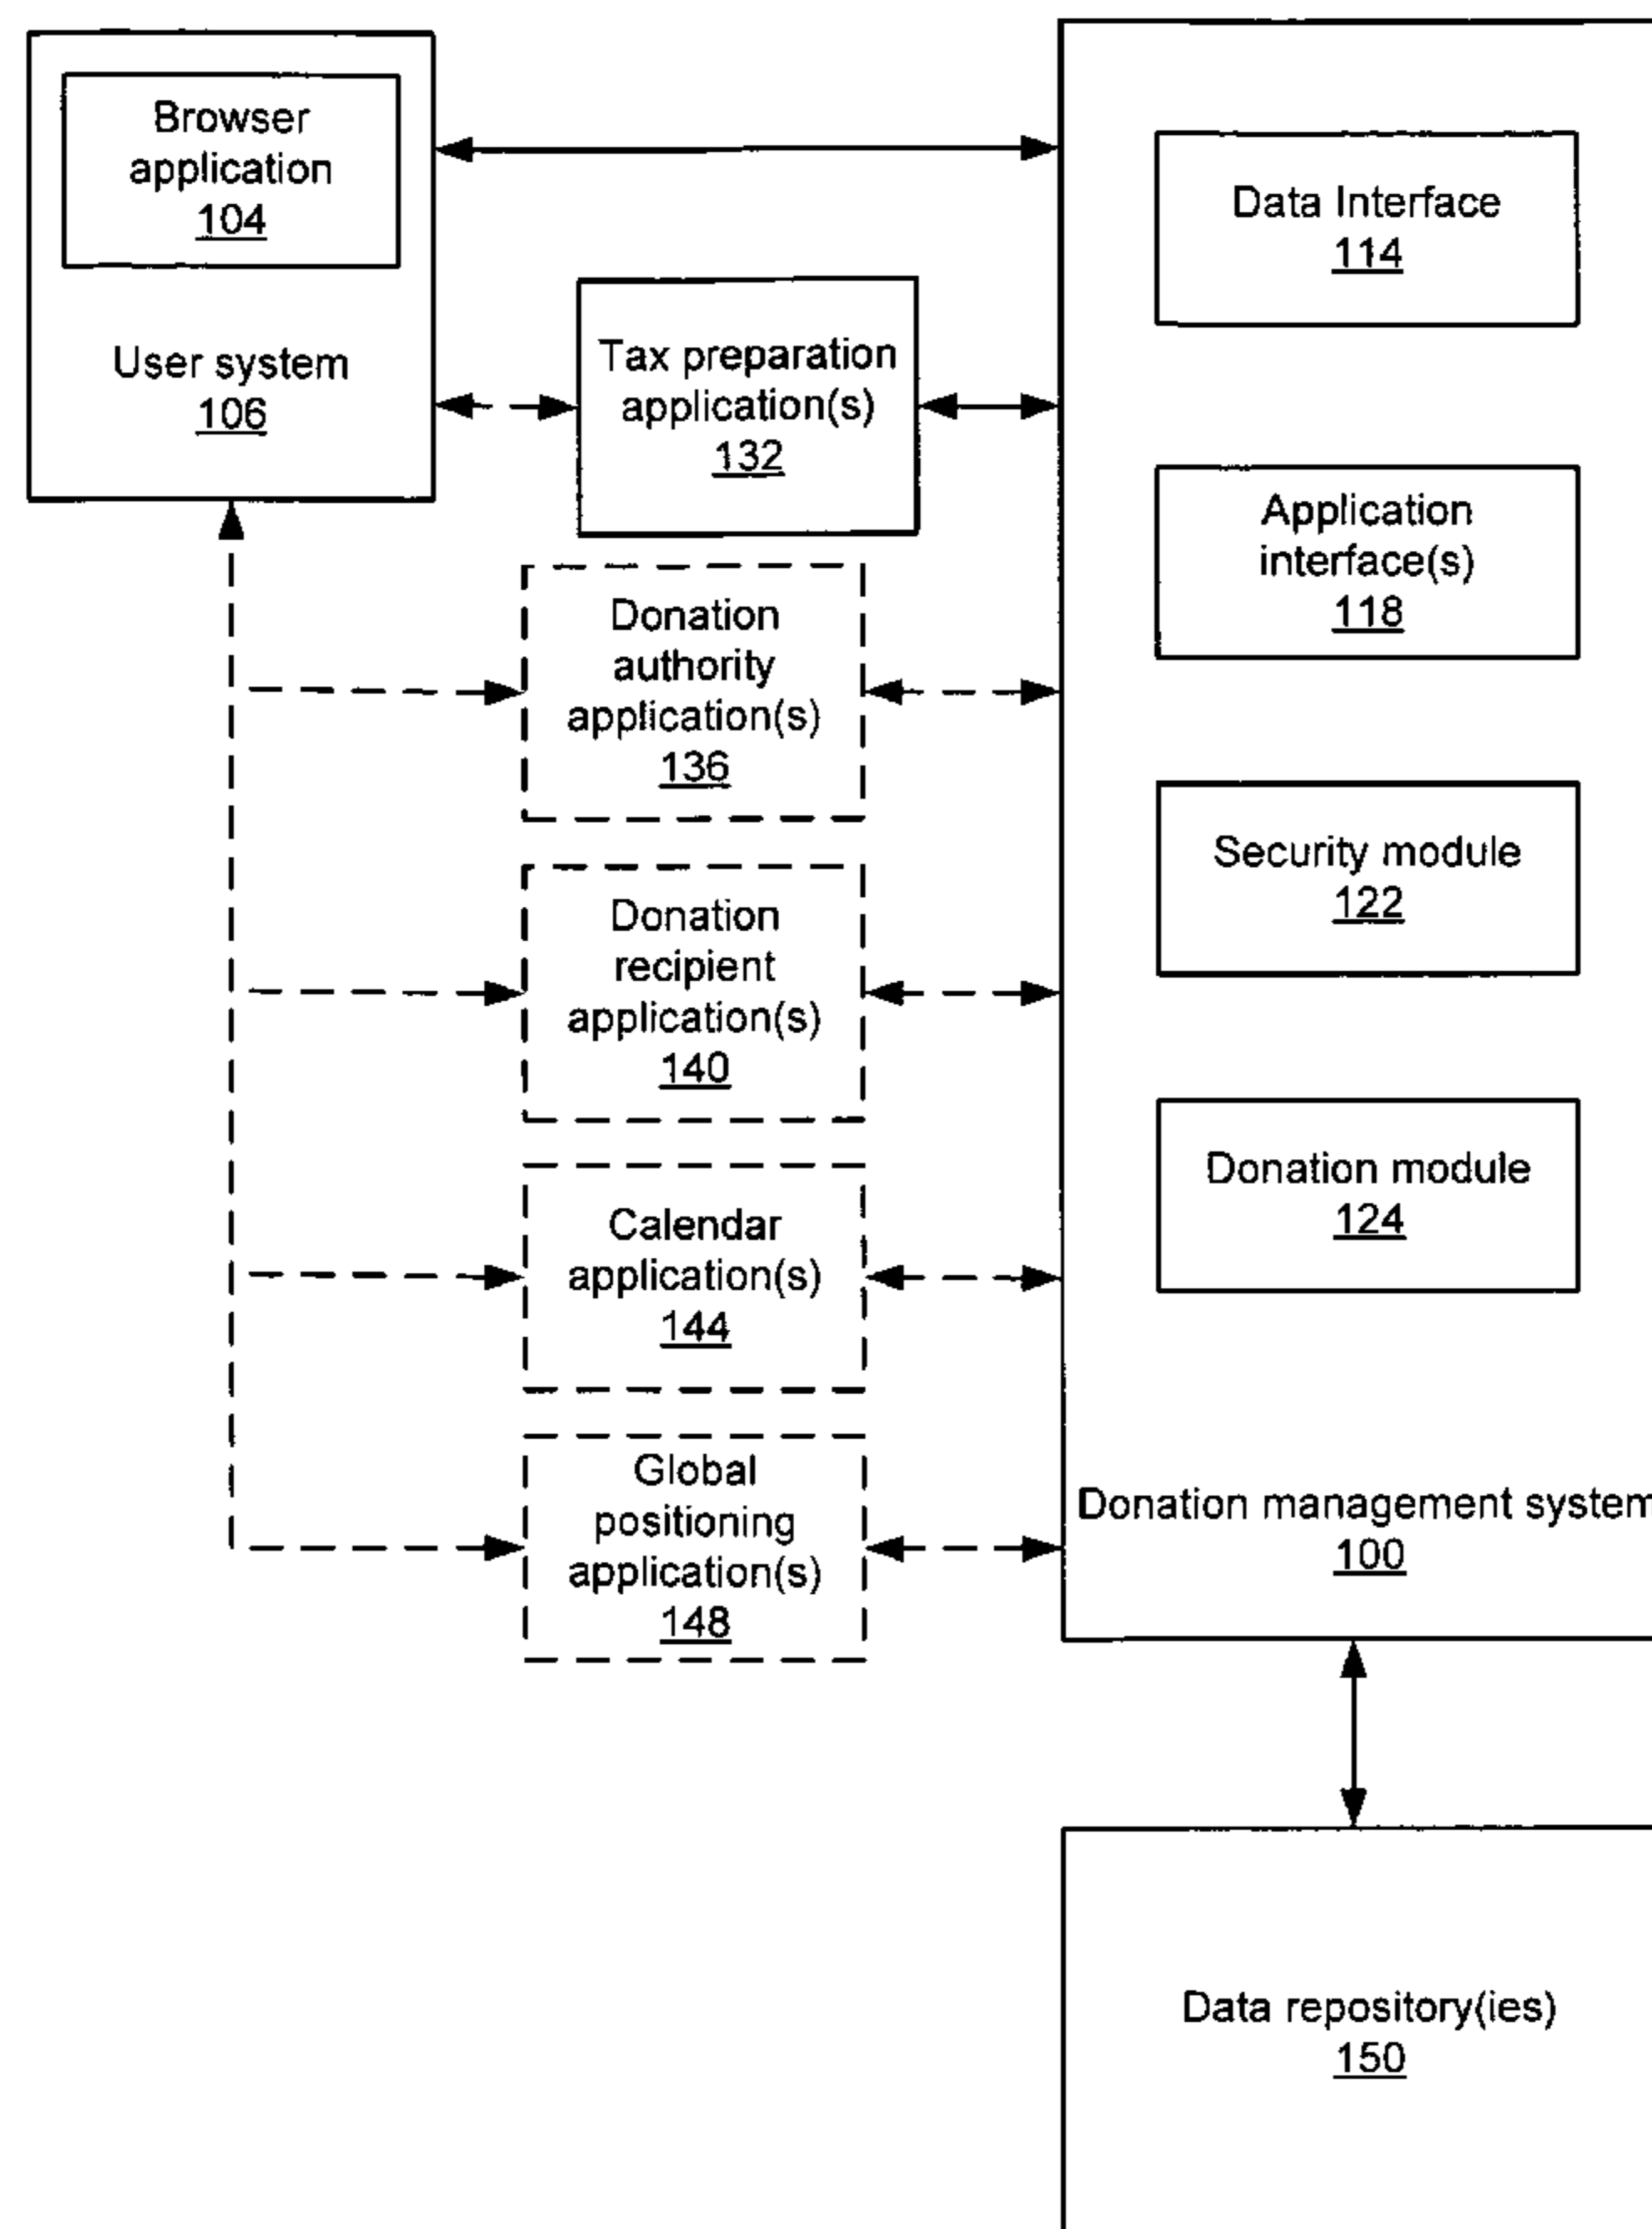 Browser
application
104
User system
106
Tax preparation
application(s)
132
Donation
authority
application(s)
136
Donation
recipient
application(s)
140
Calendar
application(s)
144
Global
positioning
application(s)
148
Data Interface
114
Application
interface(s)
118
Security module
122
Donation module
124
Donation management system
100
Data repository(ies)
150